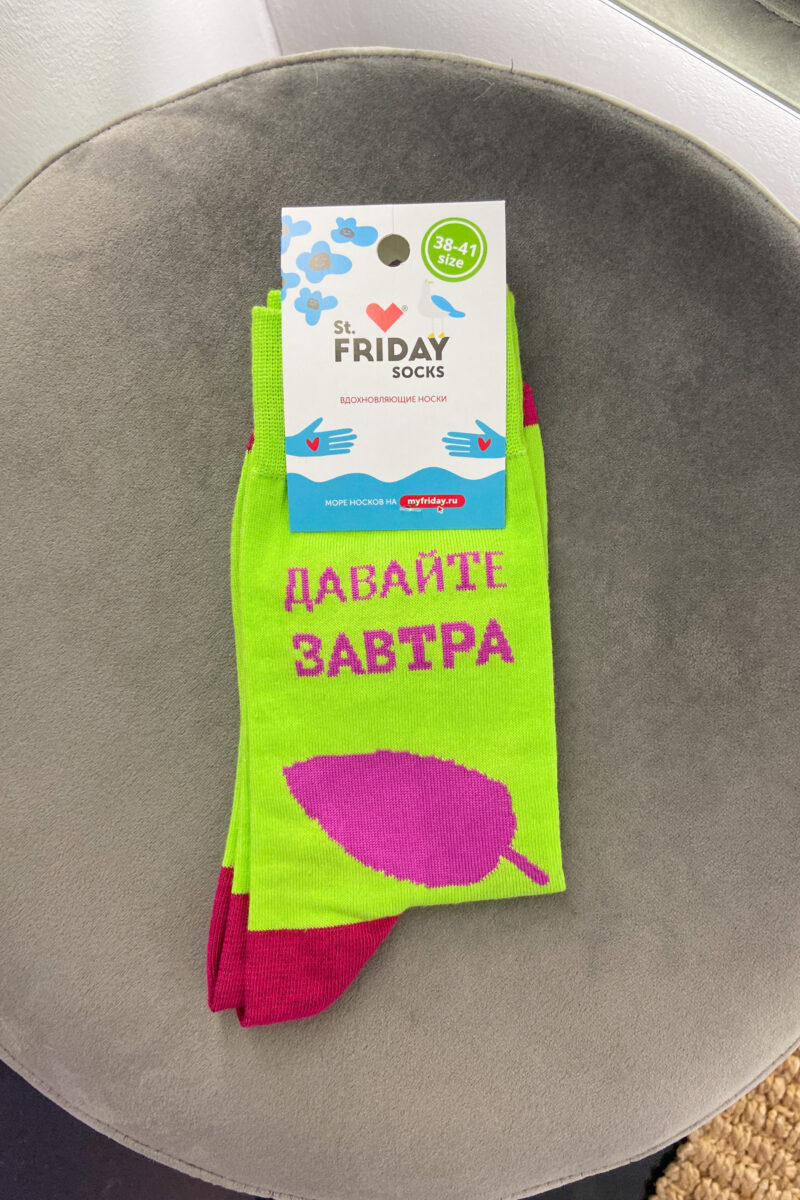 38-41
size
St.
FRIDAY
SOCKS
ВДОХНОВЛЯЮЩИЕ НОСКИ
МОРЕ НОСКОВ НА myfriday.ru
ДАВАЙТЕ
ЗАВТРА